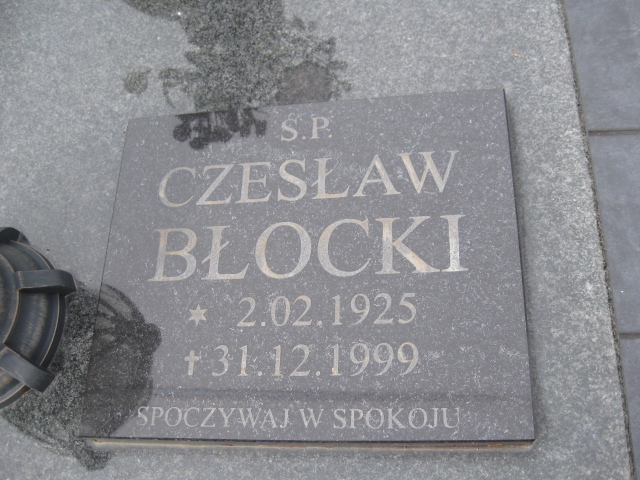 S.P.
CZESŁAW
BŁOCKI
* 2.02.1925
✝ 31.12.1999
SPOCZYWAJ W SPOKOJU